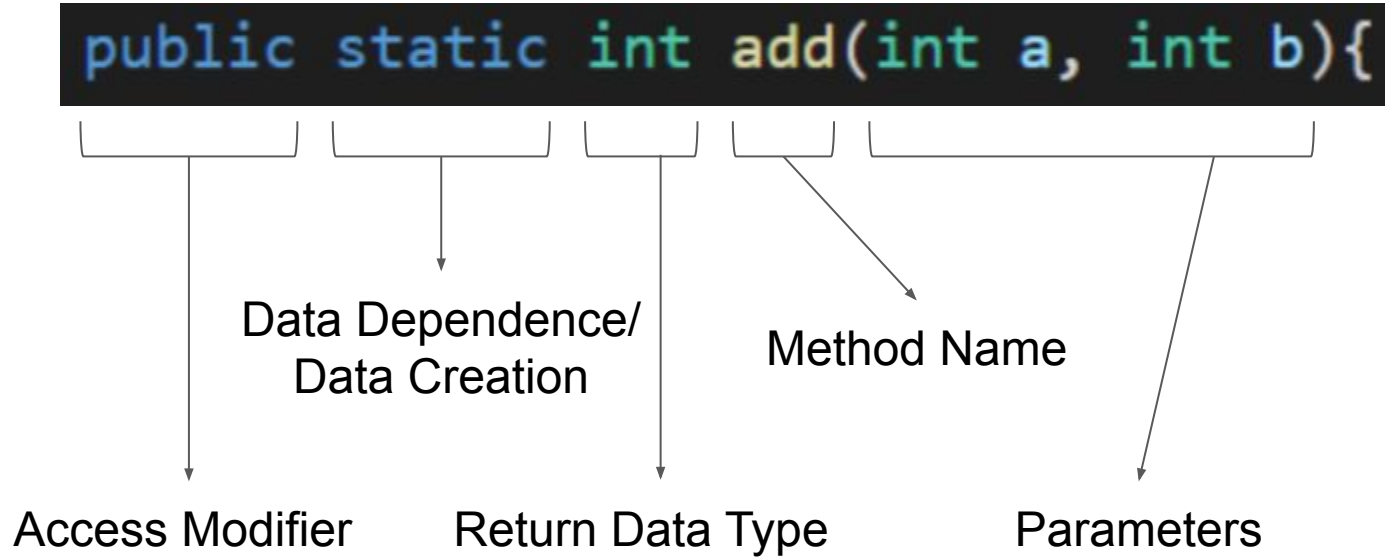 public static int add(int a, int b){
Data Dependence/
Data Creation
Method Name
Access Modifier
Return Data Type
Parameters